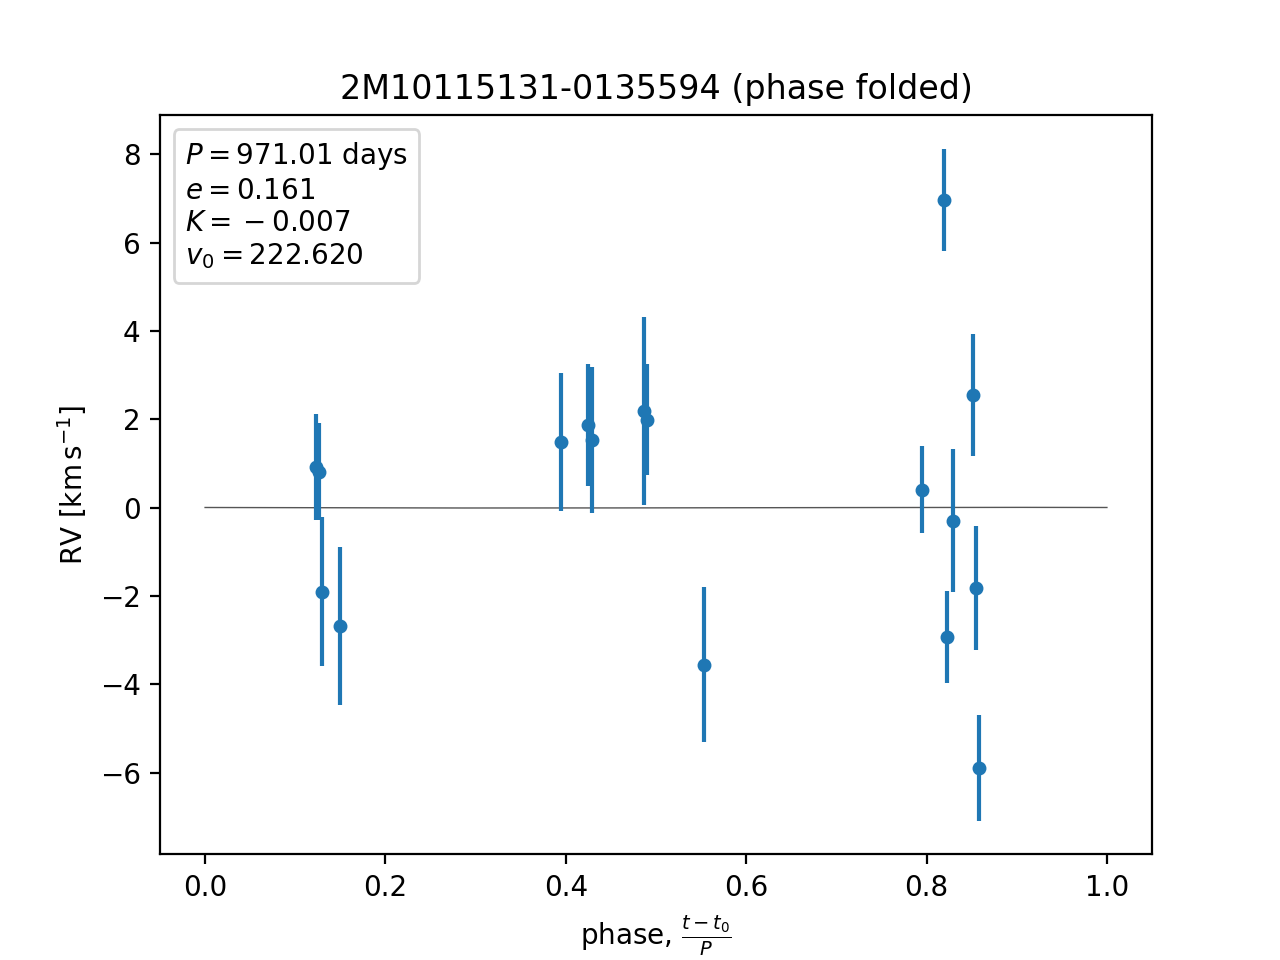 2M10115131-0135594 (phase folded)
P = 971.01 days
e = 0.161
K = −0.007
v₀ = 222.620
RV [km s⁻¹]
8
6
4
2
0
−2
−4
−6
0.0 0.2 0.4 0.6 0.8 1.0
phase, (t − t₀)/P